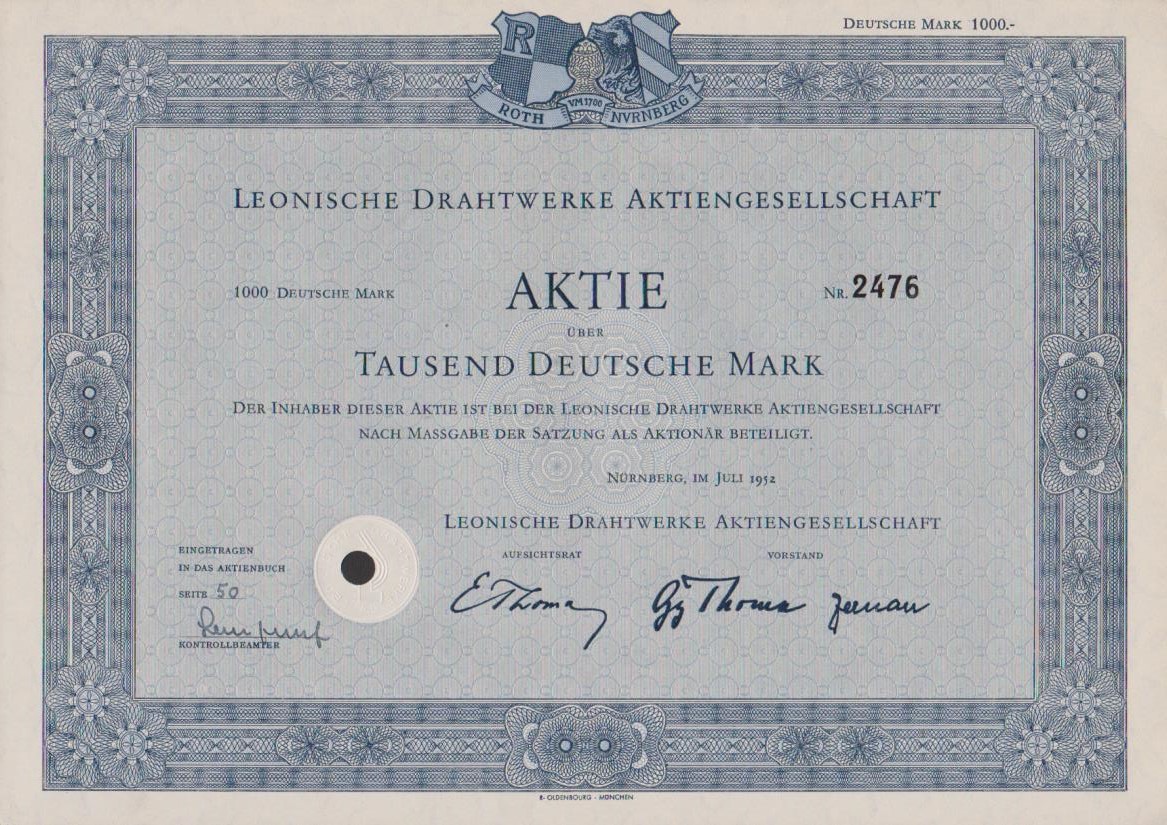 DEUTSCHE MARK 1000.-
R
ROTH
VM 1700
NVRNBERG
LEONISCHE DRAHTWERKE AKTIENGESELLSCHAFT
1000 DEUTSCHE MARK
AKTIE
NR. 2476
ÜBER
TAUSEND DEUTSCHE MARK
DER INHABER DIESER AKTIE IST BEI DER LEONISCHE DRAHTWERKE AKTIENGESELLSCHAFT
NACH MASSGABE DER SATZUNG ALS AKTIONÄR BETEILIGT.
NÜRNBERG, IM JULI 1952
LEONISCHE DRAHTWERKE AKTIENGESELLSCHAFT
AUFSICHTSRAT
VORSTAND
EINGETRAGEN
IN DAS AKTIENBUCH
SEITE 50
KONTROLLBEAMTER
E Thoma
Thoma
R. OLDENBOURG - MÜNCHEN